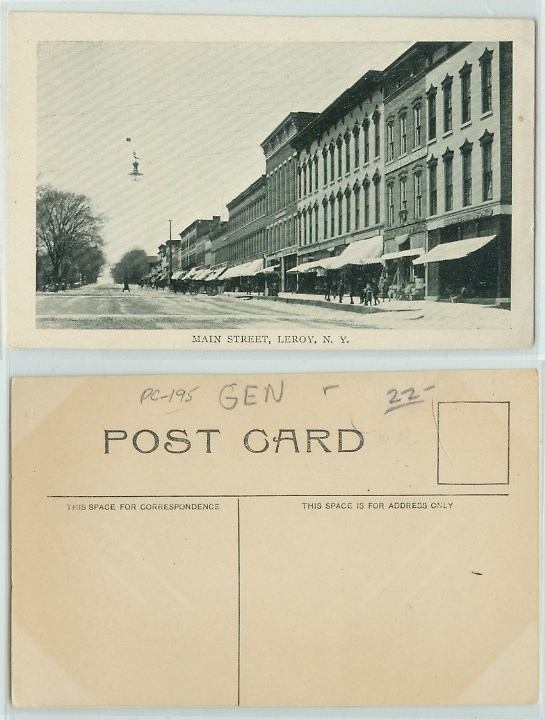 MAIN STREET, LEROY, N. Y.
PC-195 GEN 22-
POST CARD
THIS SPACE FOR CORRESPONDENCE
THIS SPACE IS FOR ADDRESS ONLY